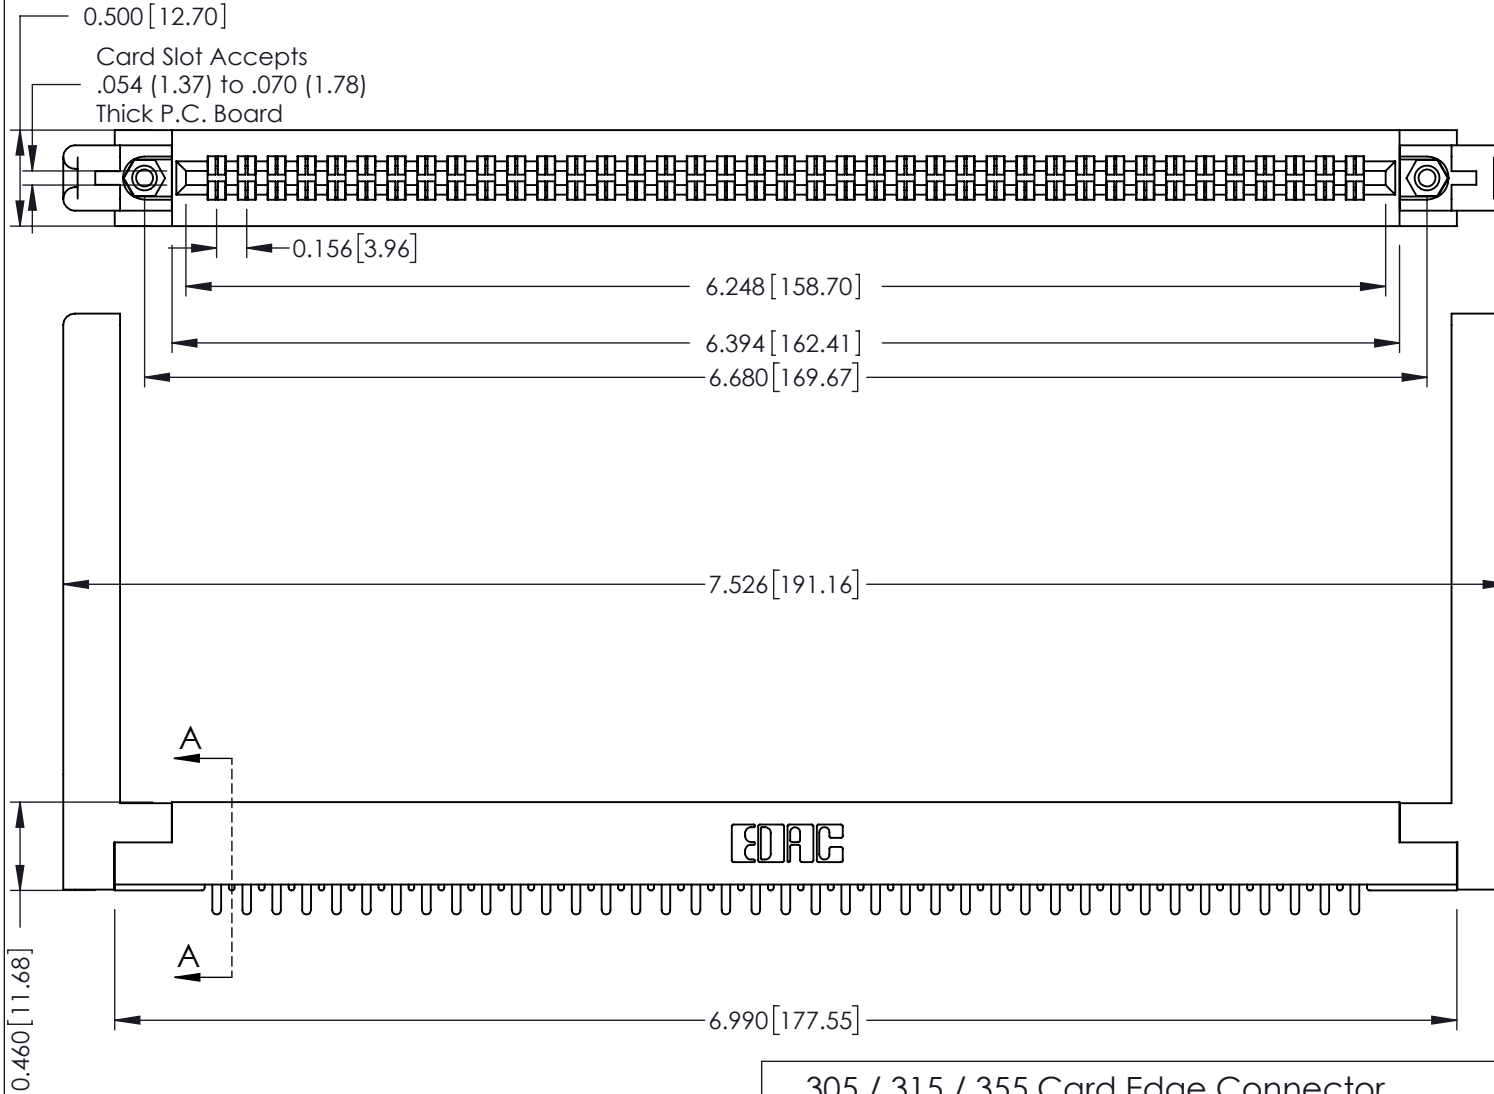 0.500 [12.70]
Card Slot Accepts
.054 (1.37) to .070 (1.78)
Thick P.C. Board
0.156 [3.96]
6.248 [158.70]
6.394 [162.41]
6.680 [169.67]
7.526 [191.16]
A
EDAC
A
0.460 [11.68]
6.990 [177.55]
305 / 315 / 355 Card Edge Connector